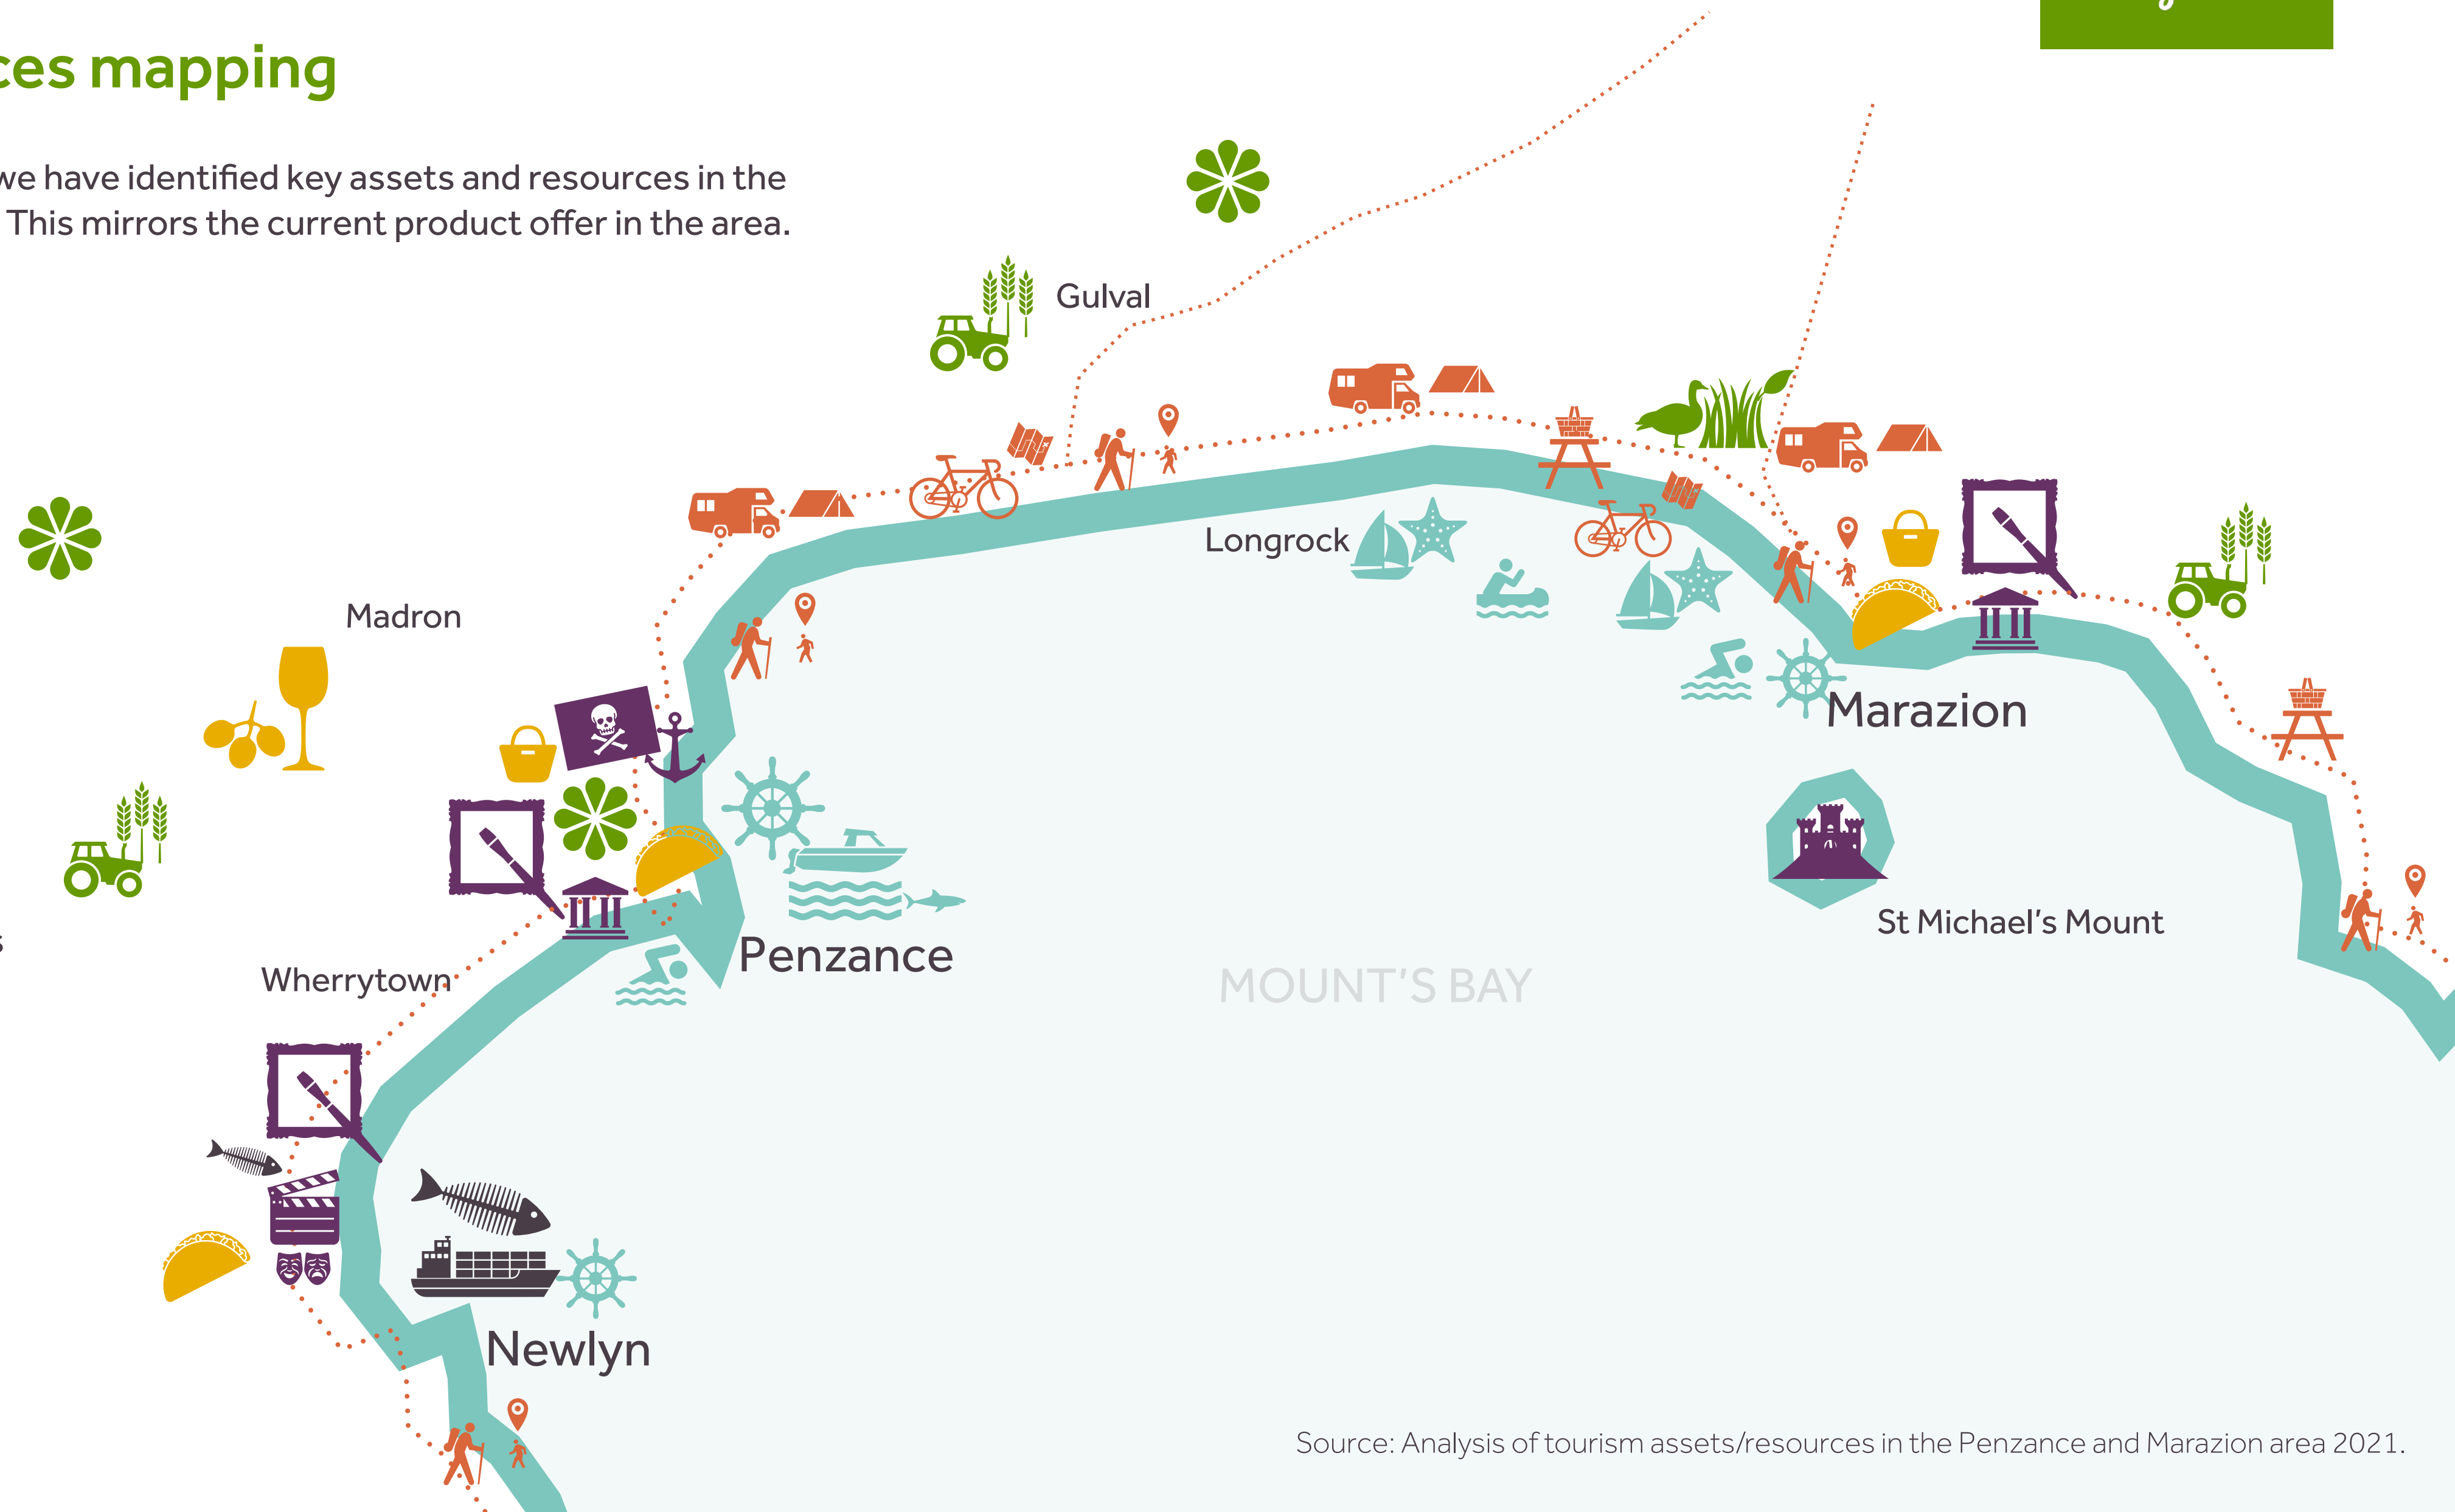 ces mapping
we have identified key assets and resources in the
This mirrors the current product offer in the area.
Gulval
Longrock
Madron
Marazion
St Michael's Mount
Penzance
MOUNT'S BAY
Wherrytown
Newlyn
Source: Analysis of tourism assets/resources in the Penzance and Marazion area 2021.